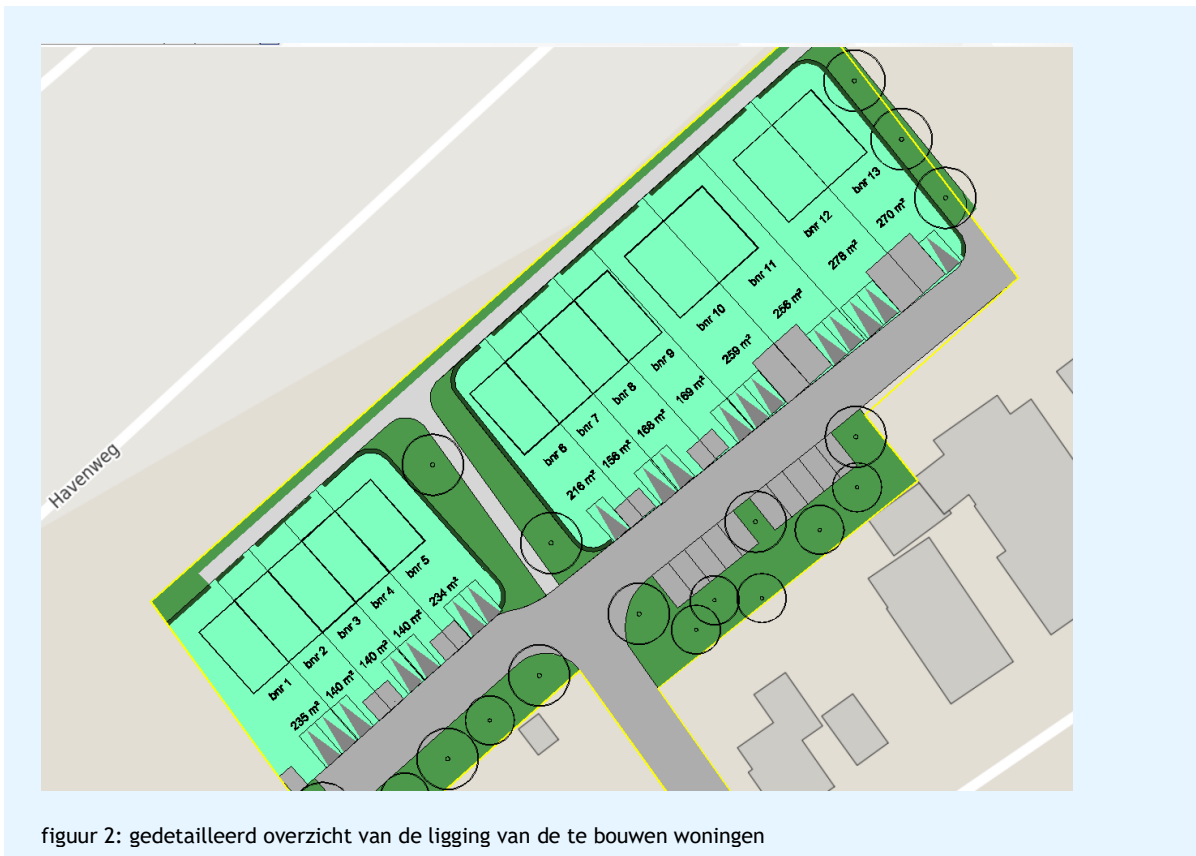 Havenweg
bnr 1
235 m²
bnr 2
140 m²
bnr 3
140 m²
bnr 4
140 m²
bnr 5
234 m²
bnr 6
216 m²
bnr 7
156 m²
bnr 8
168 m²
bnr 9
169 m²
bnr 10
259 m²
bnr 11
256 m²
bnr 12
278 m²
bnr 13
270 m²
figuur 2: gedetailleerd overzicht van de ligging van de te bouwen woningen